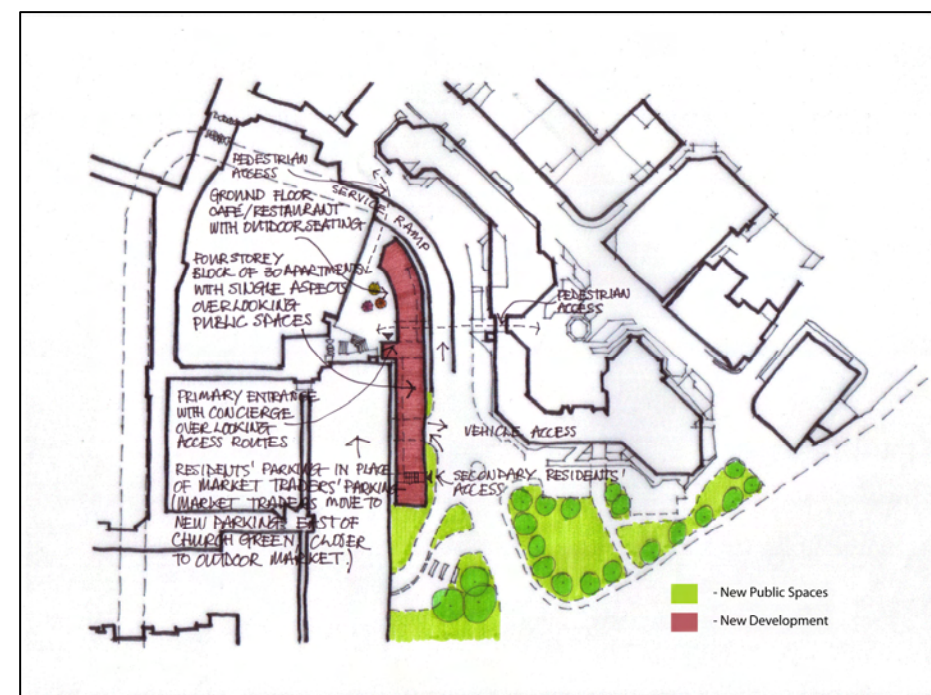 PEDESTRIAN
ACCESS
SERVICE RAMP
GROUND FLOOR
CAFÉ/RESTAURANT
WITH OUTDOOR SEATING
FOUR STOREY
BLOCK OF 30 APARTMENTS
WITH SINGLE ASPECTS
OVERLOOKING
PUBLIC SPACES
PEDESTRIAN
ACCESS
PRIMARY ENTRANCE
WITH CONCIERGE
OVERLOOKING
ACCESS ROUTES
VEHICLE ACCESS
RESIDENTS' PARKING IN PLACE
OF MARKET TRADERS' PARKING
(MARKET TRADERS MOVE TO
NEW PARKING EAST OF
CHURCH GREEN CLOSER
TO OUTDOOR MARKET.)
SECONDARY RESIDENTS'
ACCESS
- New Public Spaces
- New Development